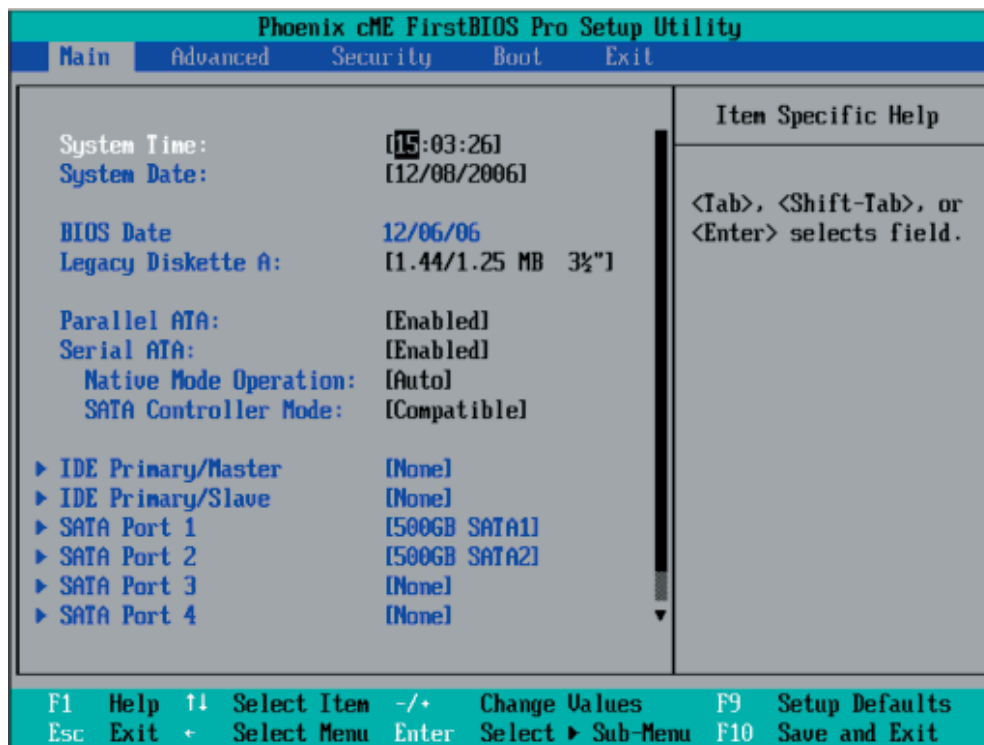 Phoenix cME FirstBIOS Pro Setup Utility
Main Advanced Security Boot Exit
System Time: [15:03:26]
System Date: [12/08/2006]
BIOS Date 12/06/06
Legacy Diskette A: [1.44/1.25 MB 3½"]
Parallel ATA: [Enabled]
Serial ATA: [Enabled]
Native Mode Operation: [Auto]
SATA Controller Mode: [Compatible]
▶ IDE Primary/Master [None]
▶ IDE Primary/Slave [None]
▶ SATA Port 1 [500GB SATA1]
▶ SATA Port 2 [500GB SATA2]
▶ SATA Port 3 [None]
▶ SATA Port 4 [None]
Item Specific Help
<Tab>, <Shift-Tab>, or
<Enter> selects field.
F1 Help ↑↓ Select Item -/+ Change Values F9 Setup Defaults
Esc Exit ← Select Menu Enter Select ▶ Sub-Menu F10 Save and Exit